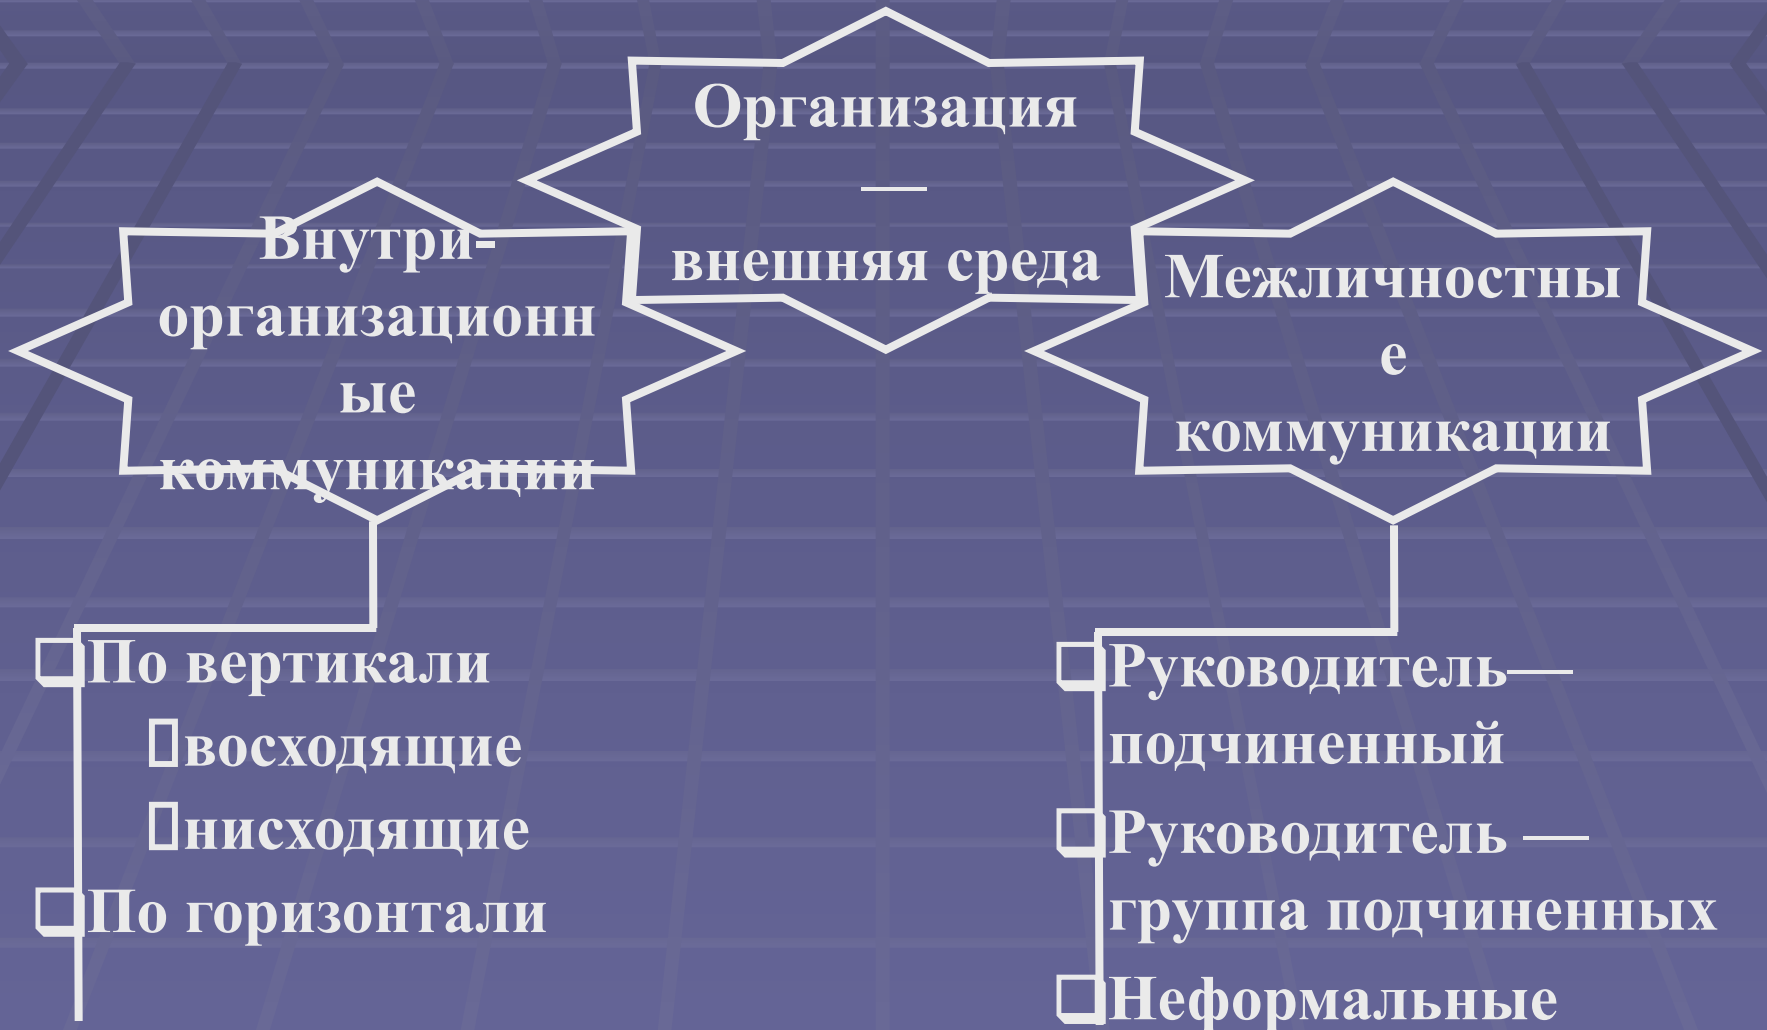 Организация
—
внешняя среда
Внутри-
организационн
ые
коммуникации
Межличностны
е
коммуникации
❑По вертикали
восходящие
нисходящие
❑По горизонтали
❑Руководитель—
подчиненный
❑Руководитель —
группа подчиненных
❑Неформальные